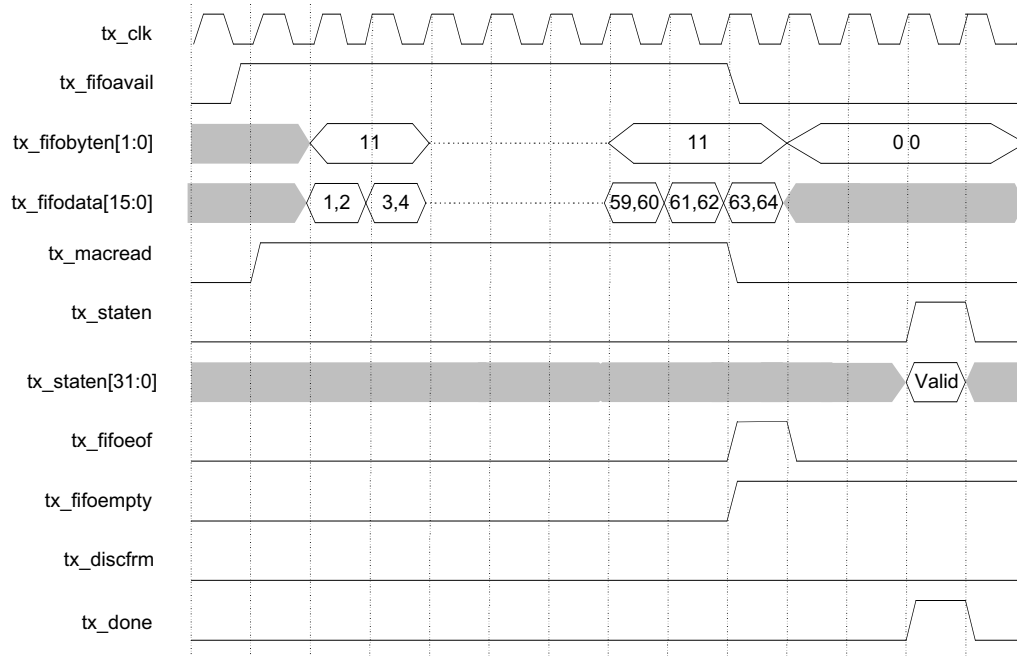 tx_clk
tx_fifoavail
tx_fifobyten[1:0] 11 11 0 0
tx_fifodata[15:0] 1,2 3,4 59,60 61,62 63,64
tx_macread
tx_staten
tx_staten[31:0] Valid
tx_fifoeof
tx_fifoempty
tx_discfrm
tx_done